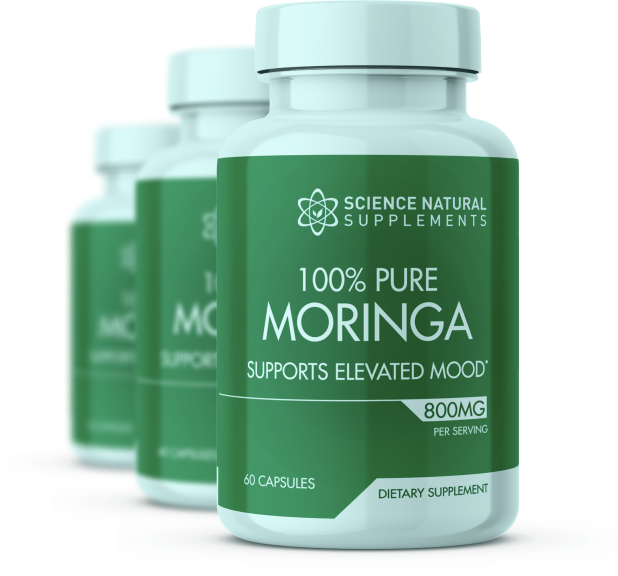 SCIENCE NATURAL
SUPPLEMENTS
100% PURE
MORINGA
SUPPORTS ELEVATED MOOD*
800MG
PER SERVING
60 CAPSULES
DIETARY SUPPLEMENT